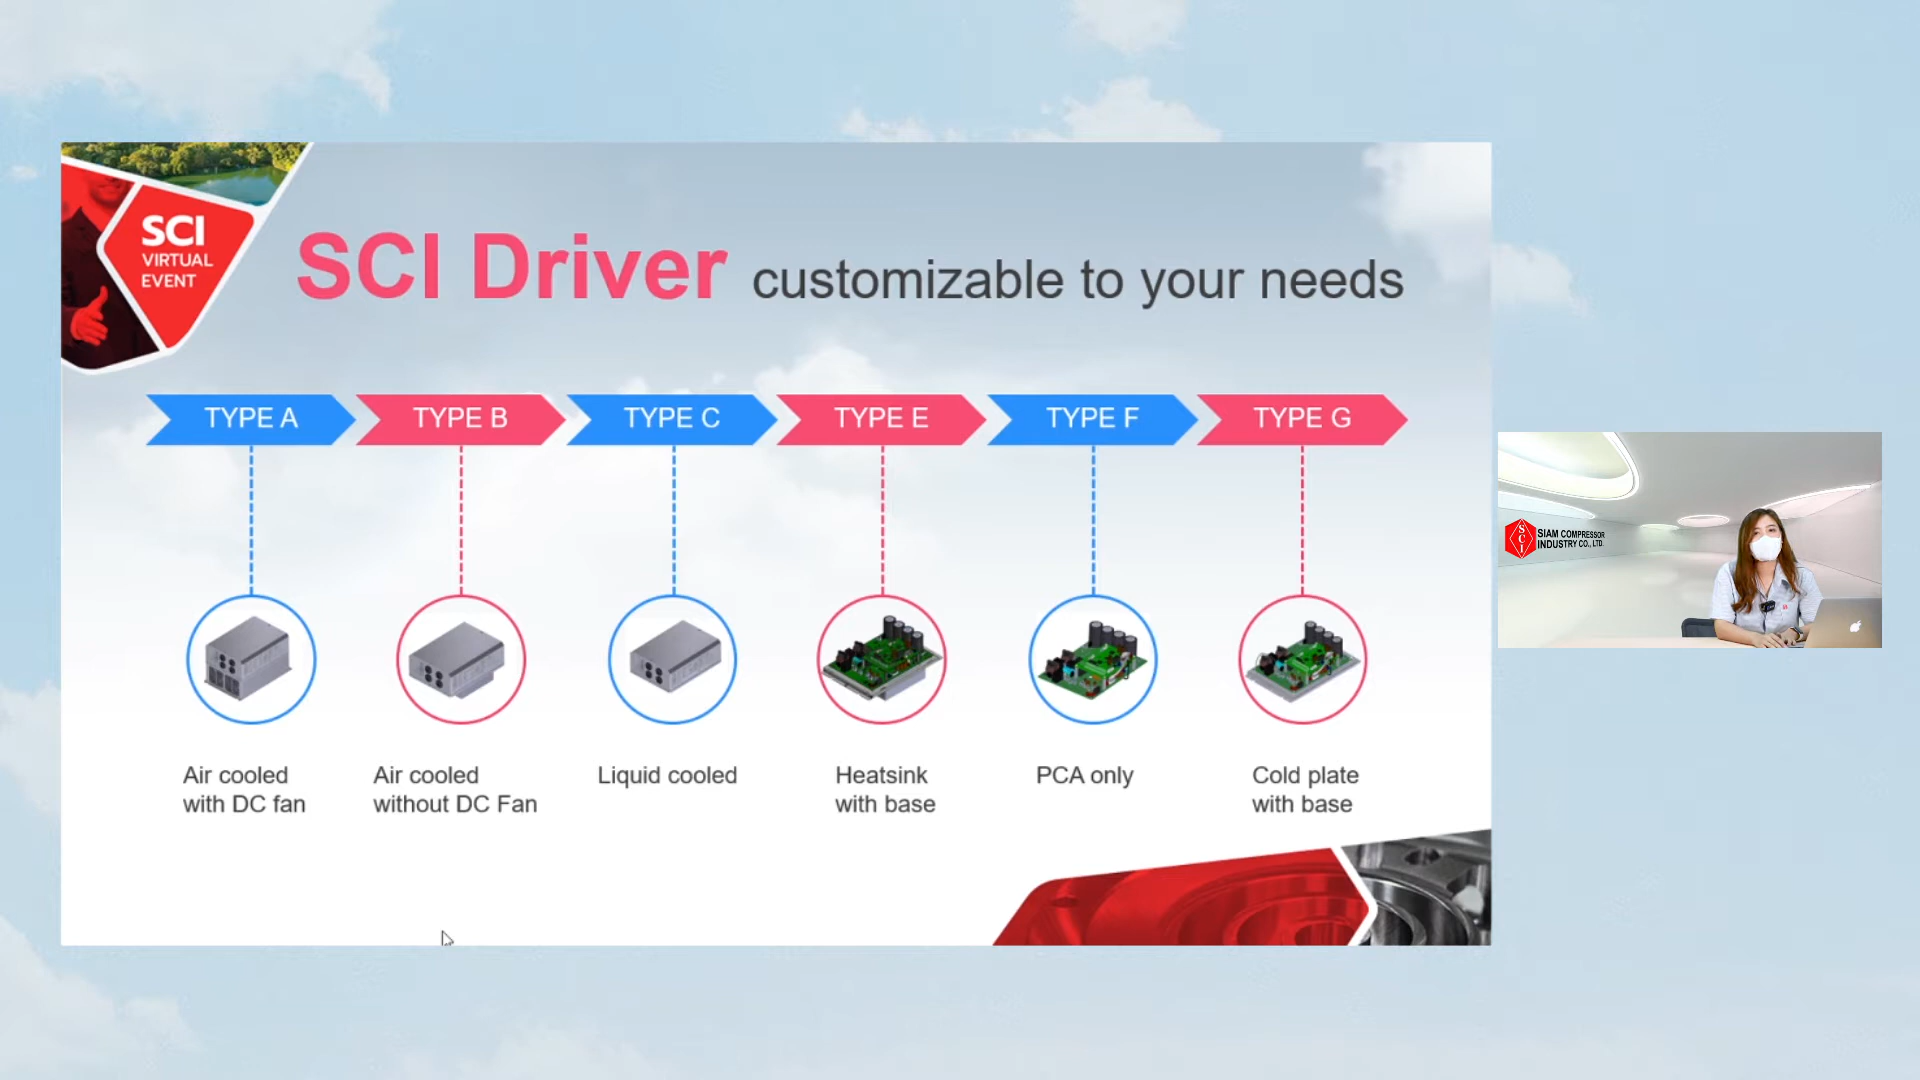 SCI
VIRTUAL
EVENT
SCI Driver customizable to your needs
TYPE A
TYPE B
TYPE C
TYPE E
TYPE F
TYPE G
Air cooled
with DC fan
Air cooled
without DC Fan
Liquid cooled
Heatsink
with base
PCA only
Cold plate
with base
SCI
SIAM COMPRESSOR
INDUSTRY CO., LTD.